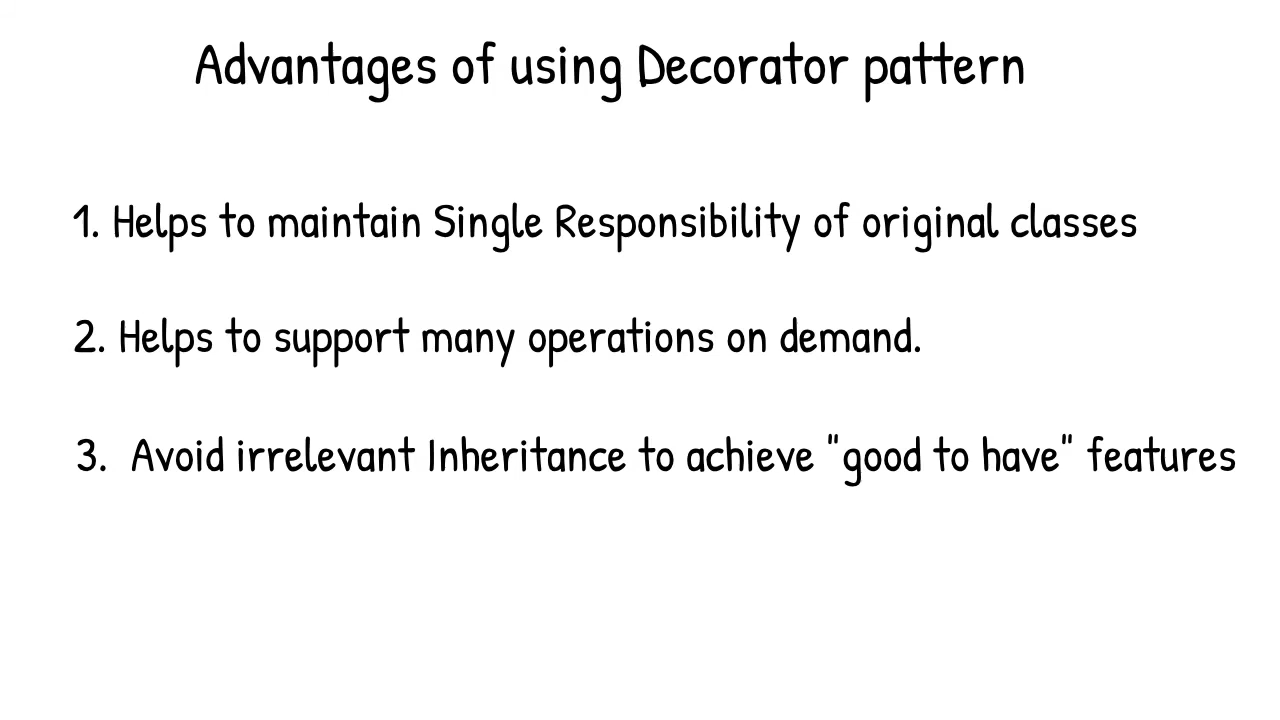 Advantages of using Decorator pattern
1. Helps to maintain Single Responsibility of original classes
2. Helps to support many operations on demand.
3. Avoid irrelevant Inheritance to achieve "good to have" features